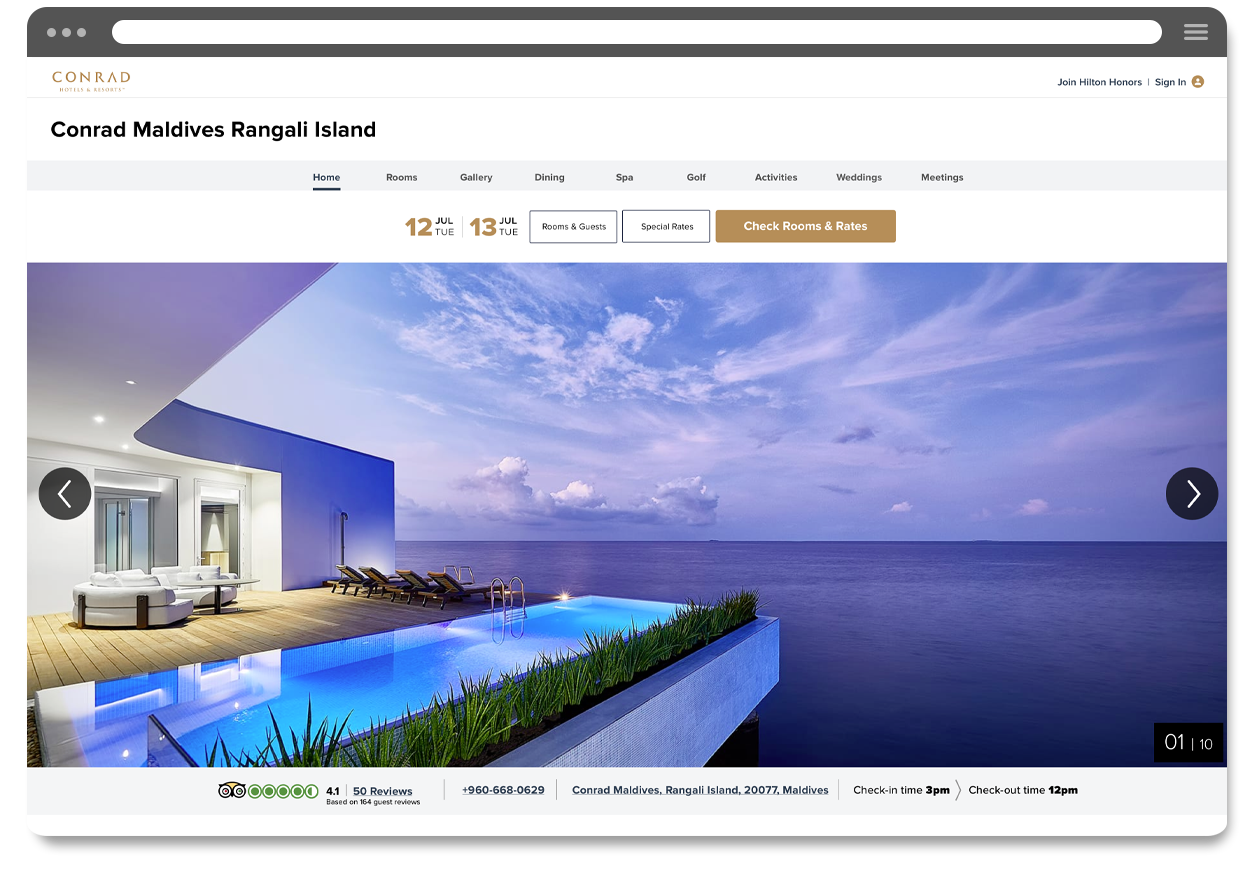 CONRAD
HOTELS & RESORTS™
Join Hilton Honors | Sign In
Conrad Maldives Rangali Island
Home Rooms Gallery Dining Spa Golf Activities Weddings Meetings
12 JUL TUE | 13 JUL TUE Rooms & Guests Special Rates Check Rooms & Rates
01 | 10
4.1 | 50 Reviews
Based on 164 guest reviews
+960-668-0629
Conrad Maldives, Rangali Island, 20077, Maldives
Check-in time 3pm Check-out time 12pm